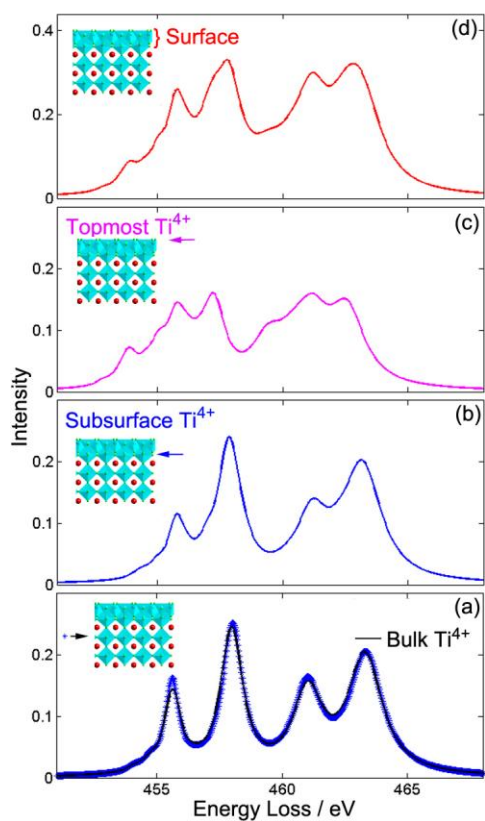 0.4
(d)
} Surface
0.2
0
(c)
Topmost Ti4+
0.2
0.1
0
Intensity
(b)
Subsurface Ti4+
0.2
0.1
0
(a)
+
Bulk Ti4+
0.2
0.1
0
455 460 465
Energy Loss / eV